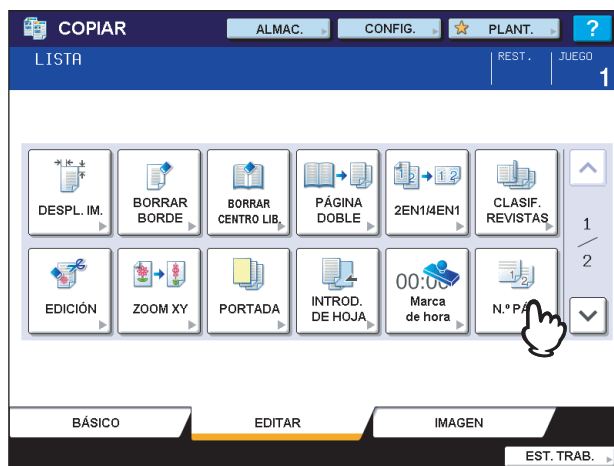 COPIAR
ALMAC.
CONFIG.
PLANT.
?
LISTA
REST.
JUEGO
1
DESPL. IM.
BORRAR
BORDE
BORRAR
CENTRO LIB.
PÁGINA
DOBLE
2EN1/4EN1
CLASIF.
REVISTAS
1
2
EDICIÓN
ZOOM XY
PORTADA
INTROD.
DE HOJA
Marca
de hora
N.º
BÁSICO
EDITAR
IMAGEN
EST. TRAB.